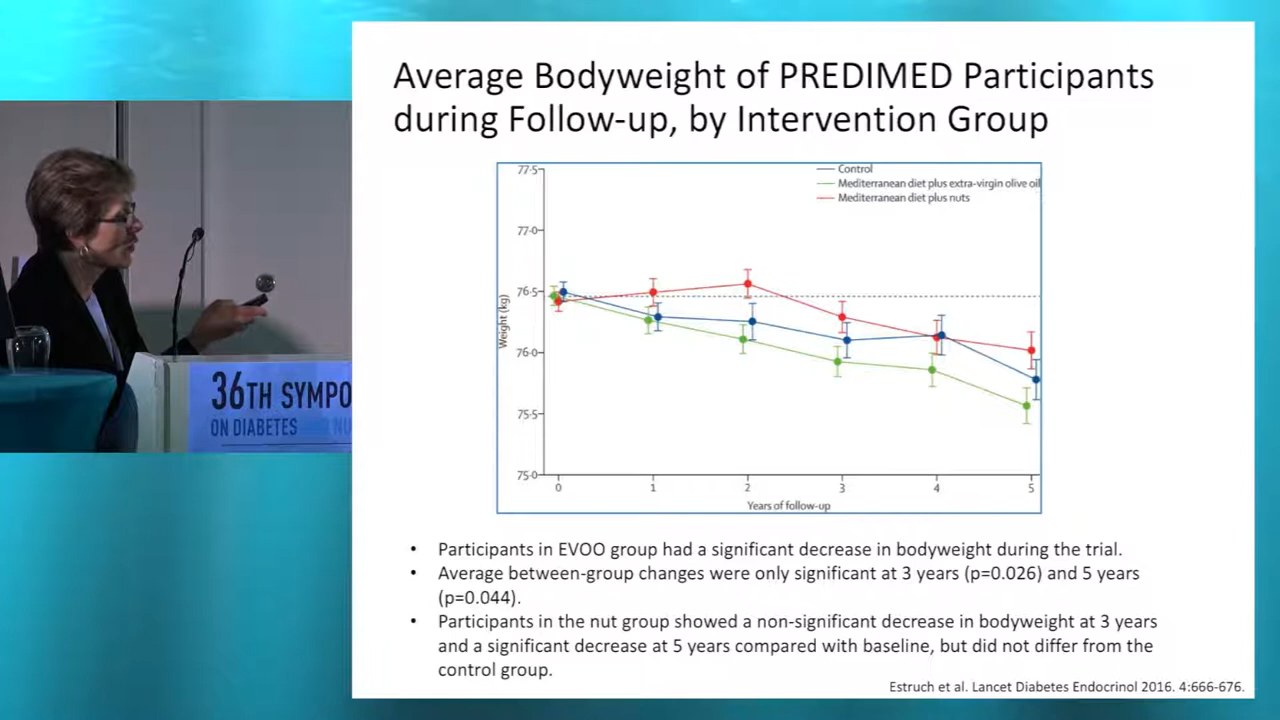 Average Bodyweight of PREDIMED Participants
during Follow-up, by Intervention Group
77·5
Control
Mediterranean diet plus extra-virgin olive oil
Mediterranean diet plus nuts
77·0
76·5
Weight (kg)
76·0
75·5
75·0
0 1 2 3 4 5
Years of follow-up
36TH SYMPO
ON DIABETES
• Participants in EVOO group had a significant decrease in bodyweight during the trial.
• Average between-group changes were only significant at 3 years (p=0.026) and 5 years
(p=0.044).
• Participants in the nut group showed a non-significant decrease in bodyweight at 3 years
and a significant decrease at 5 years compared with baseline, but did not differ from the
control group.
Estruch et al. Lancet Diabetes Endocrinol 2016. 4:666-676.